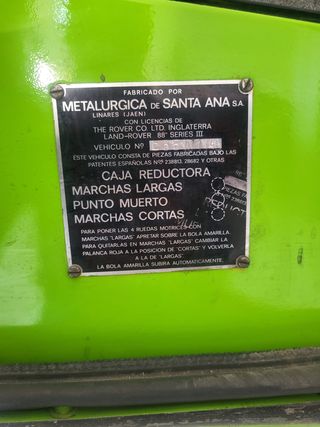 FABRICADO POR
METALURGICA DE SANTA ANA S.A.
LINARES (JAEN)
CON LICENCIAS DE
THE ROVER CO. LTD. INGLATERRA
LAND-ROVER 88" SERIES III
VEHICULO Nº
ESTE VEHICULO CONSTA DE PIEZAS FABRICADAS BAJO LAS
PATENTES ESPAÑOLAS Nos 238813, 28682 Y OTRAS
CAJA REDUCTORA
MARCHAS LARGAS
PUNTO MUERTO
MARCHAS CORTAS
PARA PONER LAS 4 RUEDAS MOTRICES CON
MARCHAS "LARGAS" APRETAR SOBRE LA BOLA AMARILLA.
PARA QUITARLAS EN MARCHAS "LARGAS" CAMBIAR LA
PALANCA ROJA A LA POSICION DE "CORTAS" Y VOLVERLA
A LA DE "LARGAS".
LA BOLA AMARILLA SUBIRA AUTOMATICAMENTE.